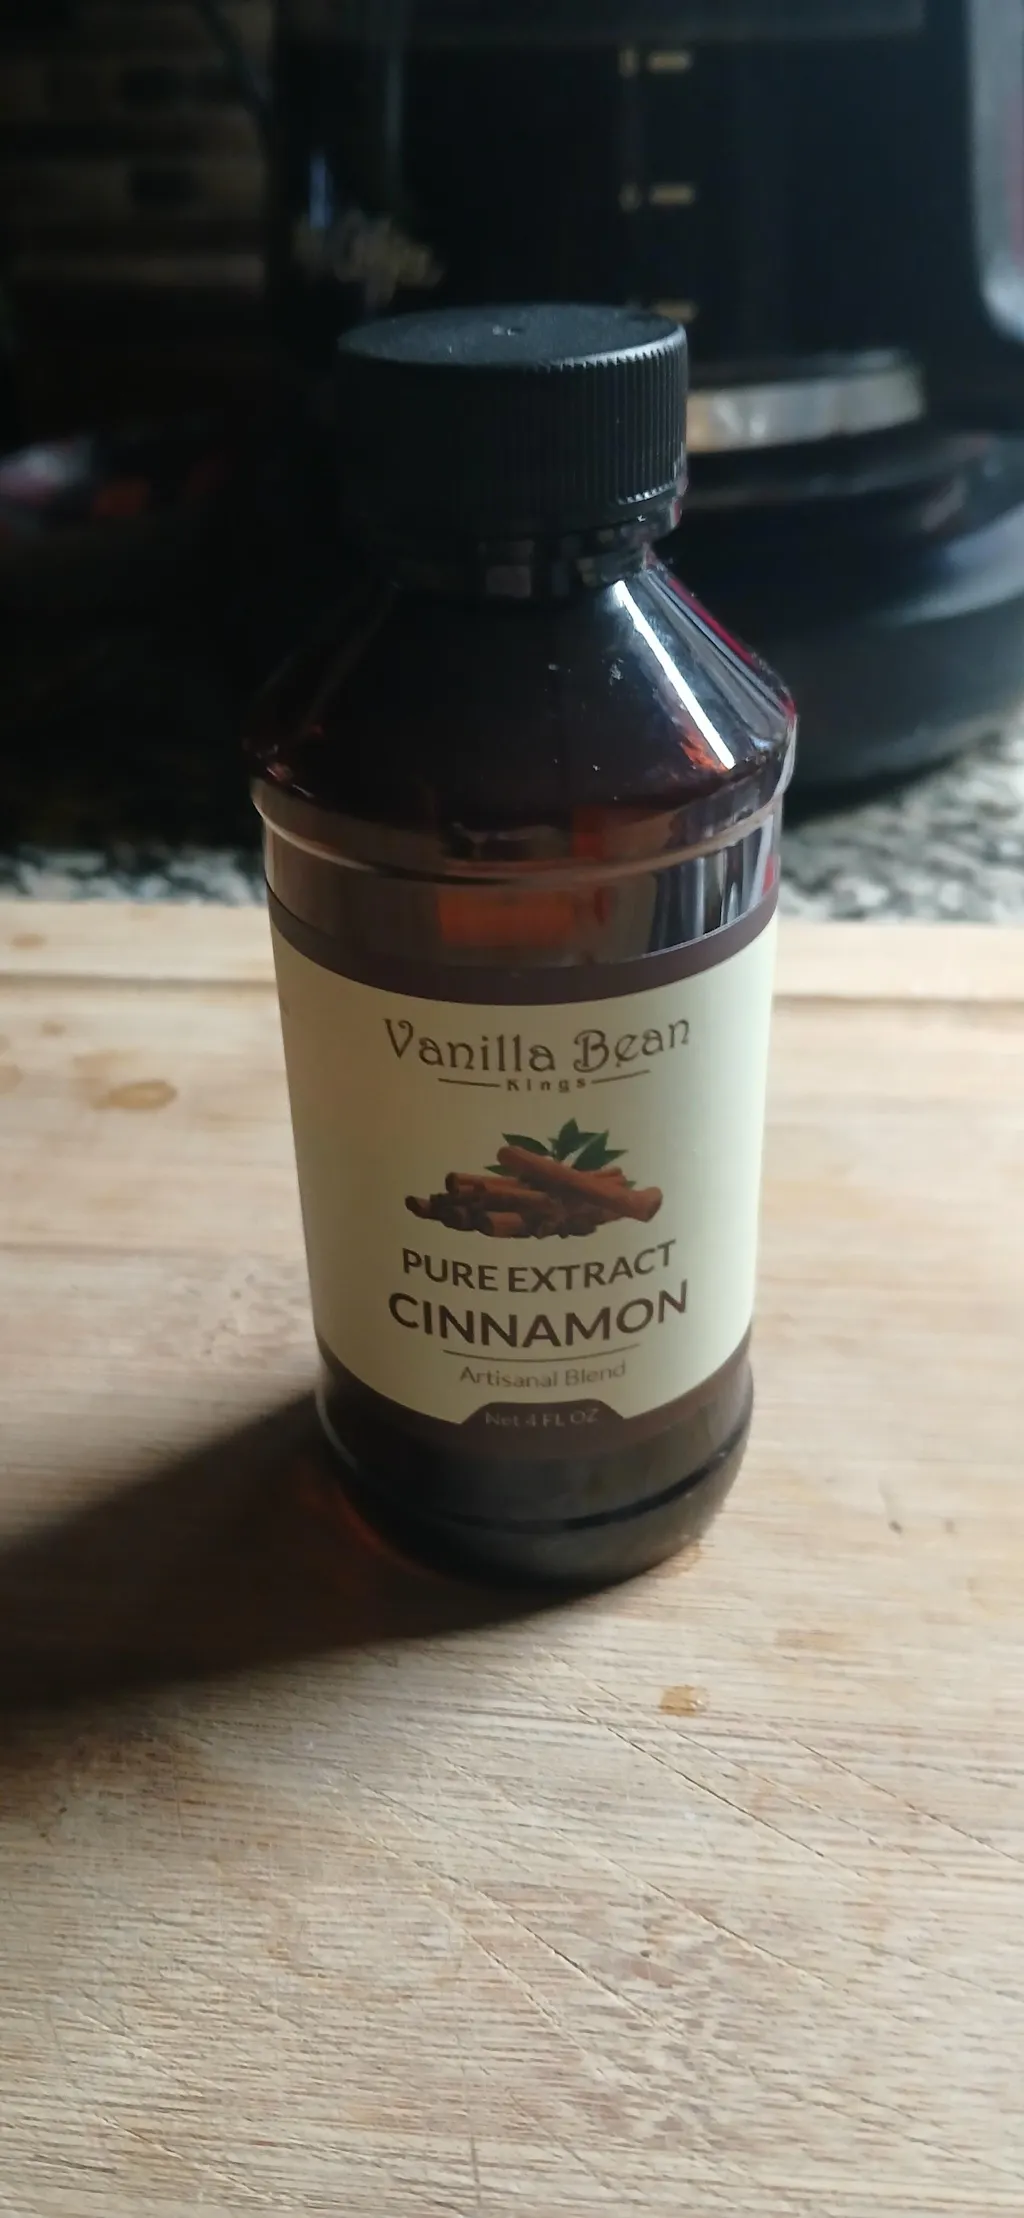 Vanilla Bean
Kings
PURE EXTRACT
CINNAMON
Artisanal Blend
Net 4 FL OZ